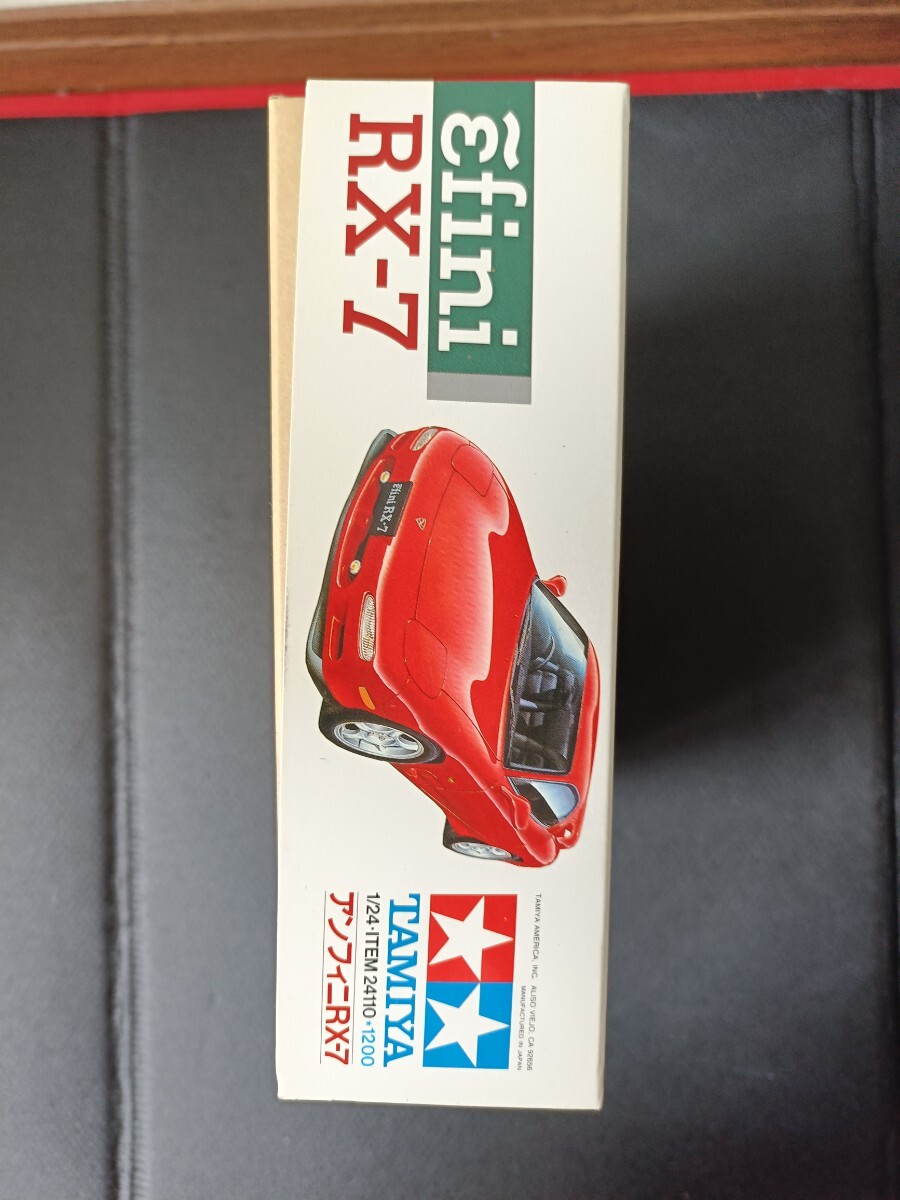 ε̃fini
RX-7
ε̃fini RX-7
TAMIYA AMERICA, INC. ALISO VIEJO, CA 92656
MANUFACTURED IN JAPAN
TAMIYA
1/24・ITEM 24110★1200
アンフィニRX-7